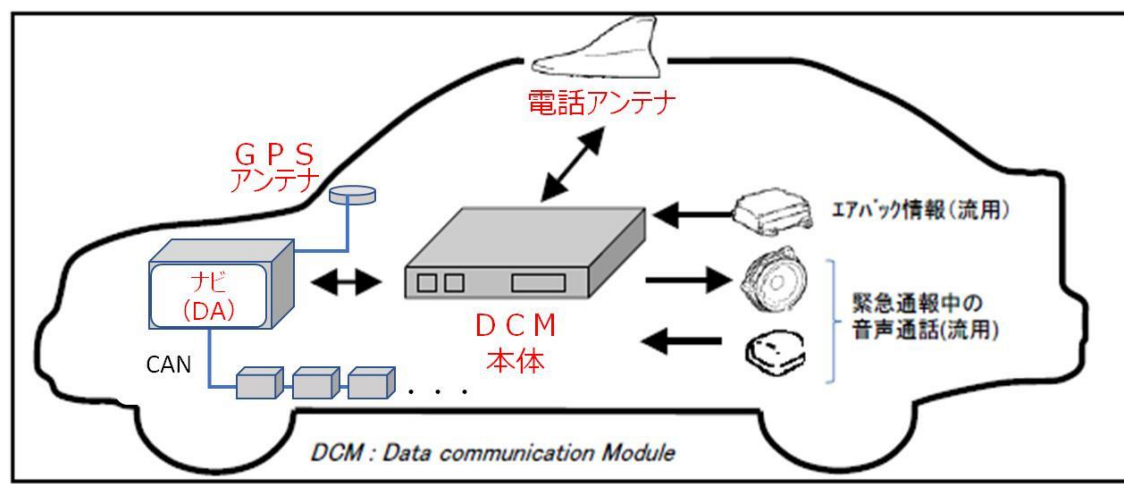 電話アンテナ
ＧＰＳ
アンテナ
ｴｱﾊﾞｯｸ情報（流用）
ナビ
（DA）
ＤＣＭ
本体
緊急通報中の
音声通話(流用)
CAN
・・・
DCM : Data communication Module